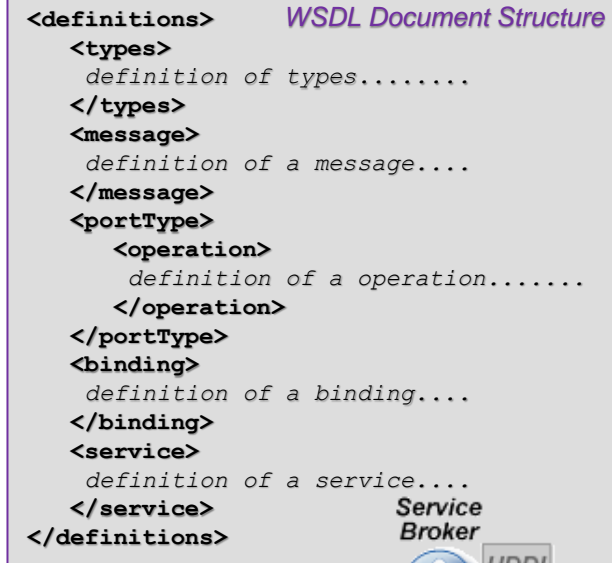 <definitions> WSDL Document Structure
<types>
definition of types........
</types>
<message>
definition of a message....
</message>
<portType>
<operation>
definition of a operation.......
</operation>
</portType>
<binding>
definition of a binding....
</binding>
<service>
definition of a service....
</service>
</definitions>
Service
Broker
UDDI